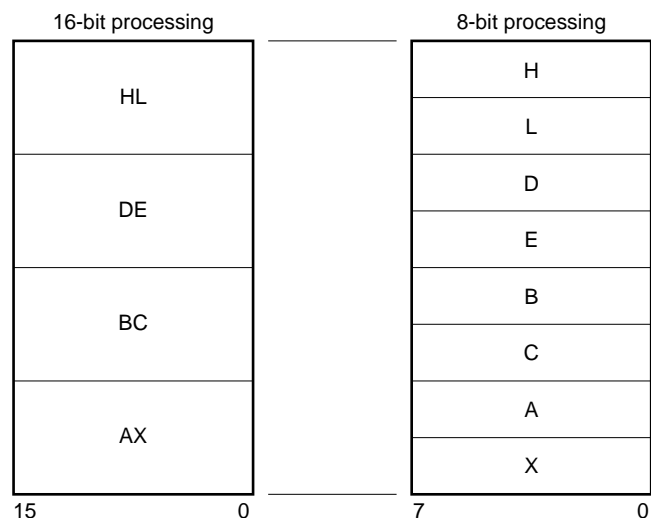 16-bit processing
8-bit processing
HL
H
L
DE
D
E
BC
B
C
AX
A
X
15 0
7 0